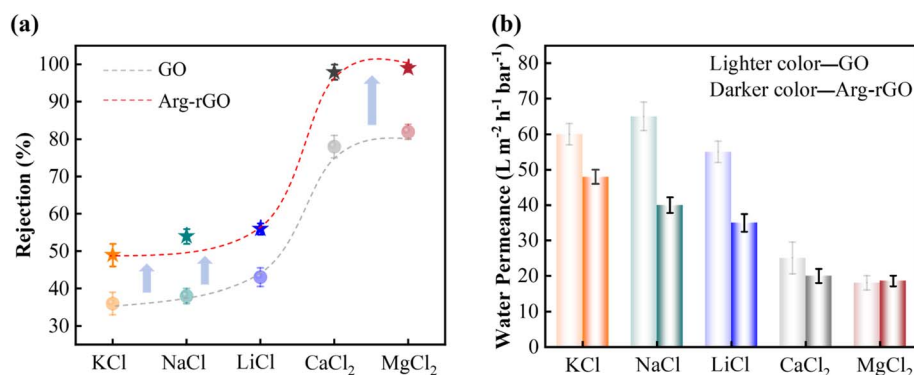 (a)
GO
Arg-rGO
Rejection (%)
100
90
80
70
60
50
40
30
KCl
NaCl
LiCl
CaCl₂
MgCl₂
(b)
Lighter color—GO
Darker color—Arg-rGO
Water Permeance (L m⁻² h⁻¹ bar⁻¹)
80
70
60
50
40
30
20
10
0
KCl
NaCl
LiCl
CaCl₂
MgCl₂